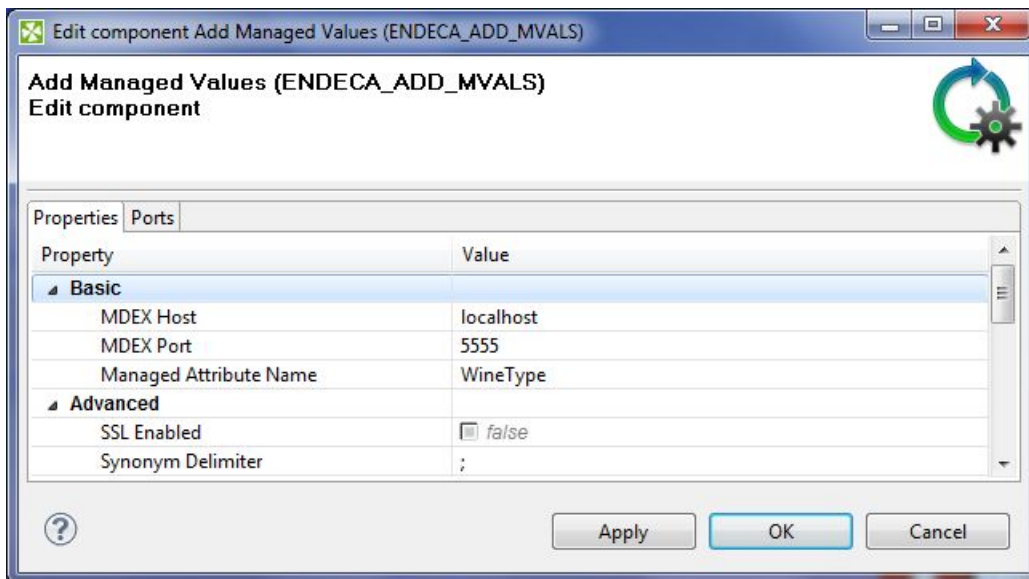 Edit component Add Managed Values (ENDECA_ADD_MVALS)
Add Managed Values (ENDECA_ADD_MVALS)
Edit component
Properties Ports
Property Value
Basic
MDEX Host localhost
MDEX Port 5555
Managed Attribute Name WineType
Advanced
SSL Enabled false
Synonym Delimiter ;
? Apply OK Cancel